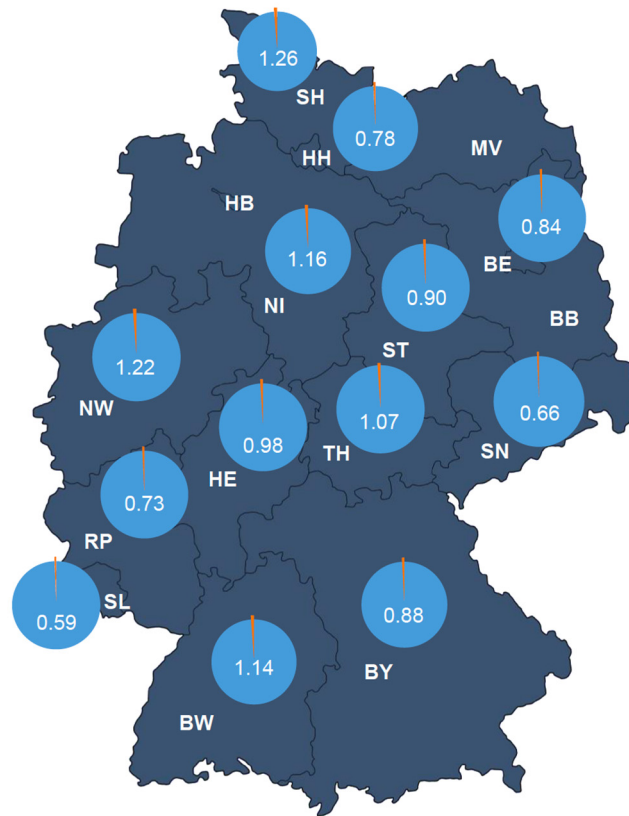 1.26
SH
0.78
HH
MV
HB
0.84
BE
1.16
NI
0.90
BB
ST
1.22
NW
0.66
SN
1.07
TH
0.98
HE
0.73
RP
0.59
SL
0.88
BY
1.14
BW